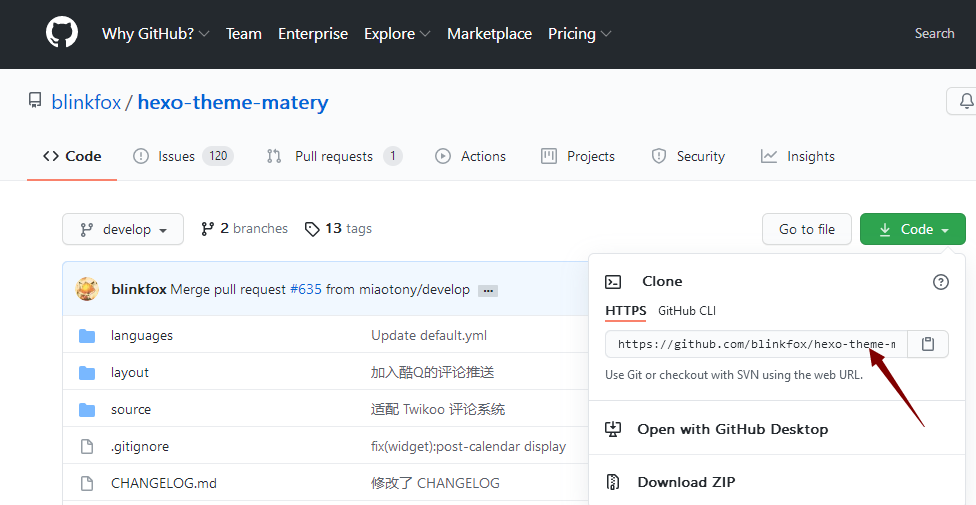 Why GitHub? Team Enterprise Explore Marketplace Pricing Search
blinkfox / hexo-theme-matery
Code Issues 120 Pull requests 1 Actions Projects Security Insights
develop 2 branches 13 tags Go to file Code
blinkfox Merge pull request #635 from miaotony/develop ...
languages Update default.yml
layout 加入酷Q的评论推送
source 适配 Twikoo 评论系统
.gitignore fix(widget):post-calendar display
CHANGELOG.md 修改了 CHANGELOG
Clone
HTTPS GitHub CLI
https://github.com/blinkfox/hexo-theme-m
Use Git or checkout with SVN using the web URL.
Open with GitHub Desktop
Download ZIP